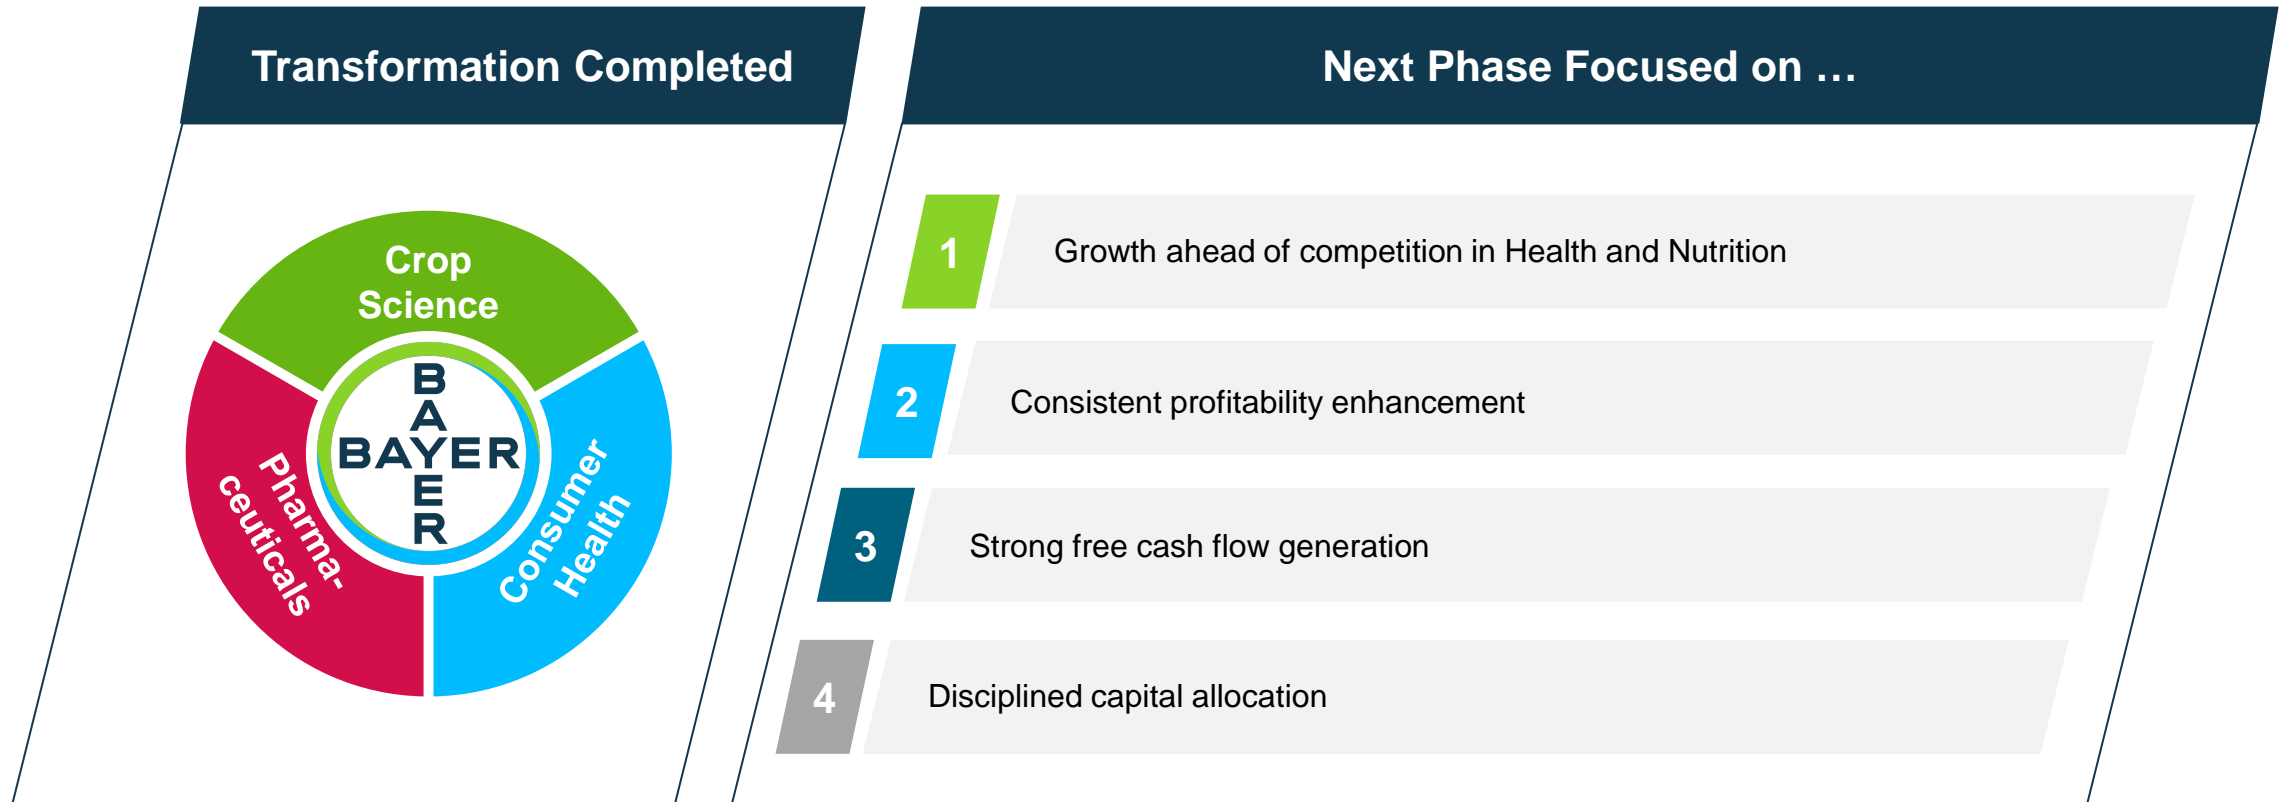 Transformation Completed
Next Phase Focused on …
Crop
Science
Pharma-
ceuticals
Consumer
Health
B
A
BAYER
E
R
1
Growth ahead of competition in Health and Nutrition
2
Consistent profitability enhancement
3
Strong free cash flow generation
4
Disciplined capital allocation